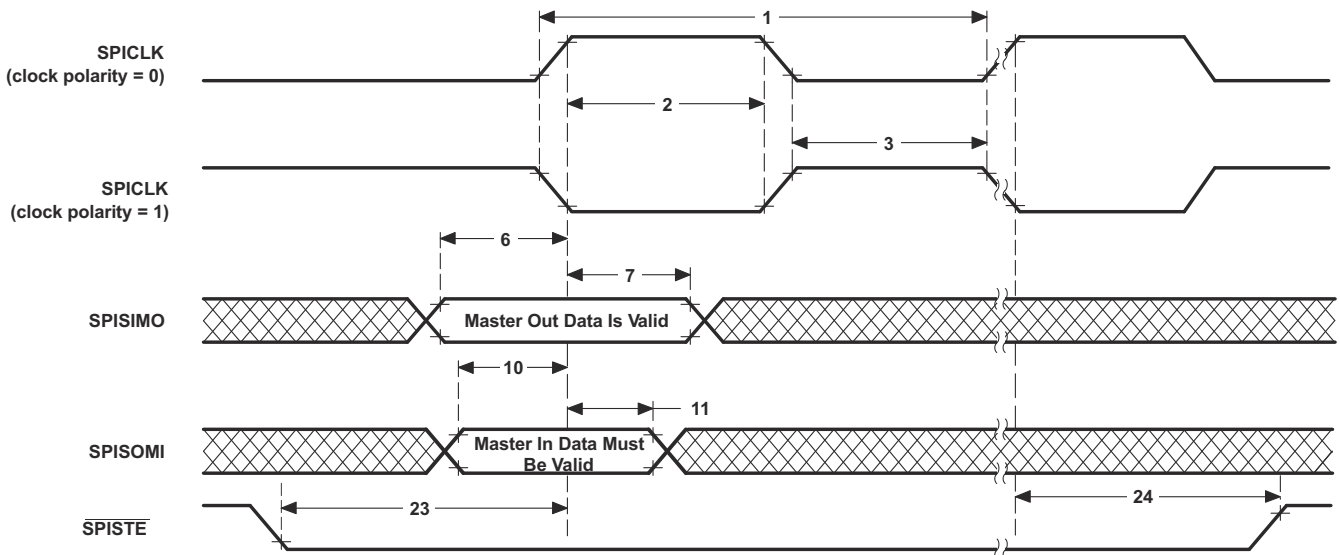 1
SPICLK
(clock polarity = 0)
2
3
SPICLK
(clock polarity = 1)
6
7
SPISIMO
Master Out Data Is Valid
10
11
SPISOMI
Master In Data Must
Be Valid
23
24
SPISTE